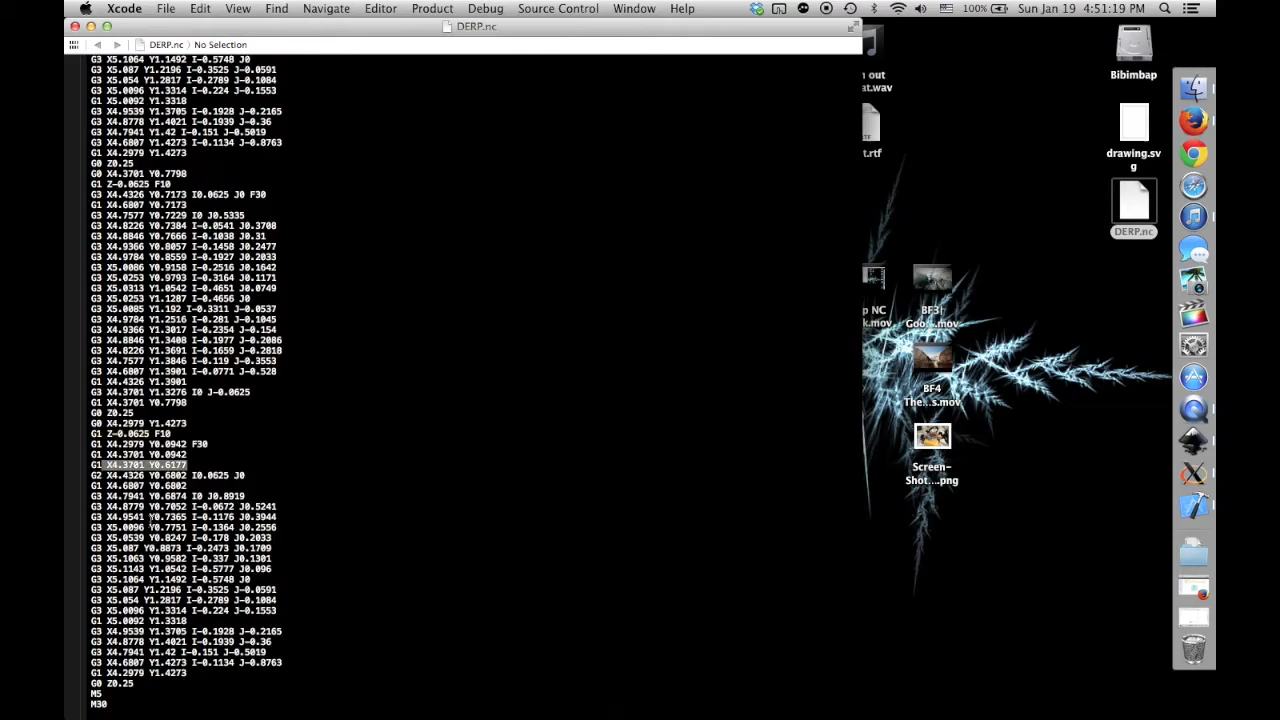 Xcode File Edit View Find Navigate Editor Product Debug Source Control Window Help 100% Sun Jan 19 4:51:19 PM
DERP.nc
DERP.nc No Selection
G3 X5.1064 Y1.1492 I-0.5748 J0
G3 X5.087 Y1.2196 I-0.3525 J-0.0591
G3 X5.054 Y1.2817 I-0.2789 J-0.1084
G3 X5.0096 Y1.3314 I-0.224 J-0.1553
G1 X5.0092 Y1.3318
G3 X4.9539 Y1.3705 I-0.1928 J-0.2165
G3 X4.8778 Y1.4021 I-0.1939 J-0.36
G3 X4.7941 Y1.42 I-0.151 J-0.5019
G3 X4.6807 Y1.4273 I-0.1134 J-0.8763
G1 X4.2979 Y1.4273
G0 Z0.25
G0 X4.3701 Y0.7798
G1 Z-0.0625 F10
G3 X4.4326 Y0.7173 I0.0625 J0 F30
G1 X4.6807 Y0.7173
G3 X4.7577 Y0.7229 I0 J0.5335
G3 X4.8226 Y0.7384 I-0.0541 J0.3708
G3 X4.8846 Y0.7666 I-0.1038 J0.31
G3 X4.9366 Y0.8057 I-0.1458 J0.2477
G3 X4.9784 Y0.8559 I-0.1927 J0.2033
G3 X5.0086 Y0.9158 I-0.2516 J0.1642
G3 X5.0253 Y0.9793 I-0.3164 J0.1171
G3 X5.0313 Y1.0542 I-0.4651 J0.0749
G3 X5.0253 Y1.1287 I-0.4656 J0
G3 X5.0085 Y1.192 I-0.3311 J-0.0537
G3 X4.9784 Y1.2516 I-0.281 J-0.1045
G3 X4.9366 Y1.3017 I-0.2354 J-0.154
G3 X4.8846 Y1.3408 I-0.1977 J-0.2086
G3 X4.8226 Y1.3691 I-0.1659 J-0.2818
G3 X4.7577 Y1.3846 I-0.119 J-0.3553
G3 X4.6807 Y1.3901 I-0.0771 J-0.528
G1 X4.4326 Y1.3901
G3 X4.3701 Y1.3276 I0 J-0.0625
G1 X4.3701 Y0.7798
G0 Z0.25
G0 X4.2979 Y1.4273
G1 Z-0.0625 F10
G1 X4.2979 Y0.0942 F30
G1 X4.3701 Y0.0942
G1 X4.3701 Y0.6177
G2 X4.4326 Y0.6802 I0.0625 J0
G1 X4.6807 Y0.6802
G3 X4.7941 Y0.6874 I0 J0.8919
G3 X4.8779 Y0.7052 I-0.0672 J0.5241
G3 X4.9541 Y0.7365 I-0.1176 J0.3944
G3 X5.0096 Y0.7751 I-0.1364 J0.2556
G3 X5.0539 Y0.8247 I-0.178 J0.2033
G3 X5.087 Y0.8873 I-0.2473 J0.1709
G3 X5.1063 Y0.9582 I-0.337 J0.1301
G3 X5.1143 Y1.0542 I-0.5777 J0.096
G3 X5.1064 Y1.1492 I-0.5748 J0
G3 X5.087 Y1.2196 I-0.3525 J-0.0591
G3 X5.054 Y1.2817 I-0.2789 J-0.1084
G3 X5.0096 Y1.3314 I-0.224 J-0.1553
G1 X5.0092 Y1.3318
G3 X4.9539 Y1.3705 I-0.1928 J-0.2165
G3 X4.8778 Y1.4021 I-0.1939 J-0.36
G3 X4.7941 Y1.42 I-0.151 J-0.5019
G3 X4.6807 Y1.4273 I-0.1134 J-0.8763
G1 X4.2979 Y1.4273
G0 Z0.25
M5
M30
out
at.wav
t.rtf
p NC
k.mov
BF3
Goo....mov
BF4
The...s.mov
Screen-
Shot....png
Bibimbap
drawing.sv
g
DERP.nc